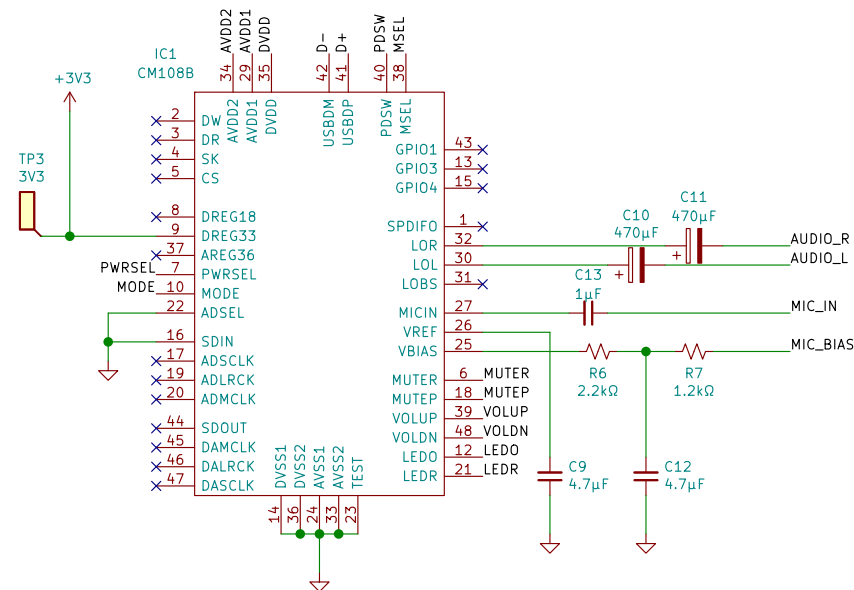 AVDD2
AVDD1
DVDD
D-
D+
PDSW
MSEL
IC1
CM108B
34
29
35
42
41
40
38
+3V3
AVDD2
AVDD1
DVDD
USBDM
USBDP
PDSW
MSEL
2 DW
3 DR
4 SK
5 CS
TP3
3V3
8 DREG18
9 DREG33
37 AREG36
PWRSEL 7 PWRSEL
MODE 10 MODE
22 ADSEL
16 SDIN
17 ADSCLK
19 ADLRCK
20 ADMCLK
44 SDOUT
45 DAMCLK
46 DALRCK
47 DASCLK
GPIO1 43
GPIO3 13
GPIO4 15
SPDIFO 1
LOR 32
LOL 30
LOBS 31
MICIN 27
VREF 26
VBIAS 25
MUTER 6 MUTER
MUTEP 18 MUTEP
VOLUP 39 VOLUP
VOLDN 48 VOLDN
LEDO 12 LEDO
LEDR 21 LEDR
C11
470µF
+
AUDIO_R
C10
470µF
+
AUDIO_L
C13
1µF
MIC_IN
MIC_BIAS
R6
2.2kΩ
R7
1.2kΩ
C9
4.7µF
C12
4.7µF
DVSS1
DVSS2
AVSS1
AVSS2
TEST
14
36
24
33
23